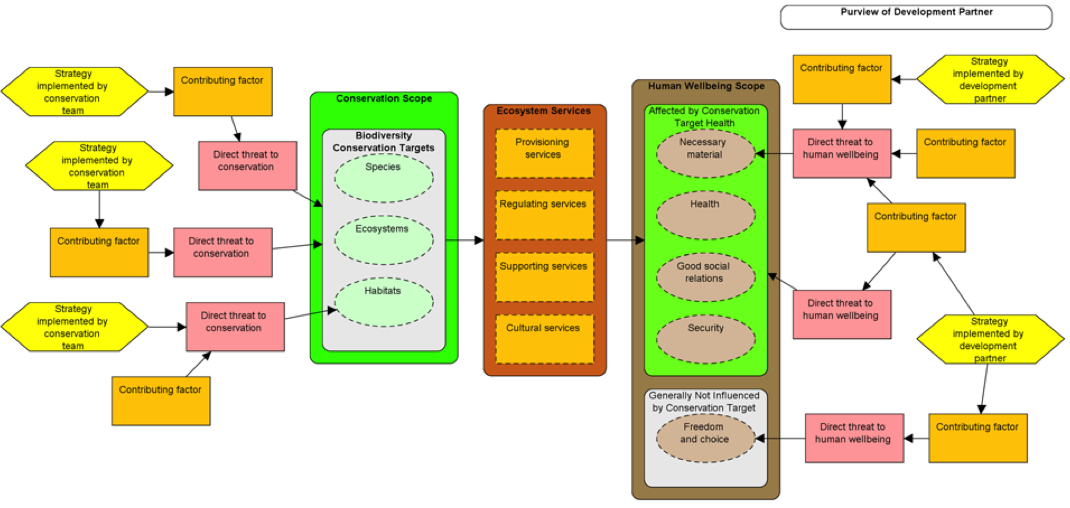 Purview of Development Partner
Strategy
implemented by
conservation
team
Contributing factor
Direct threat to
conservation
Strategy
implemented by
conservation
team
Contributing factor
Direct threat to
conservation
Strategy
implemented by
conservation
team
Direct threat to
conservation
Contributing factor
Conservation Scope
Biodiversity
Conservation Targets
Species
Ecosystems
Habitats
Ecosystem Services
Provisioning
services
Regulating services
Supporting services
Cultural services
Human Wellbeing Scope
Affected by Conservation
Target Health
Necessary
material
Health
Good social
relations
Security
Generally Not Influenced
by Conservation Target
Freedom
and choice
Contributing factor
Strategy
implemented by
development
partner
Direct threat to
human wellbeing
Contributing factor
Contributing factor
Direct threat to
human wellbeing
Strategy
implemented by
development
partner
Direct threat to
human wellbeing
Contributing factor